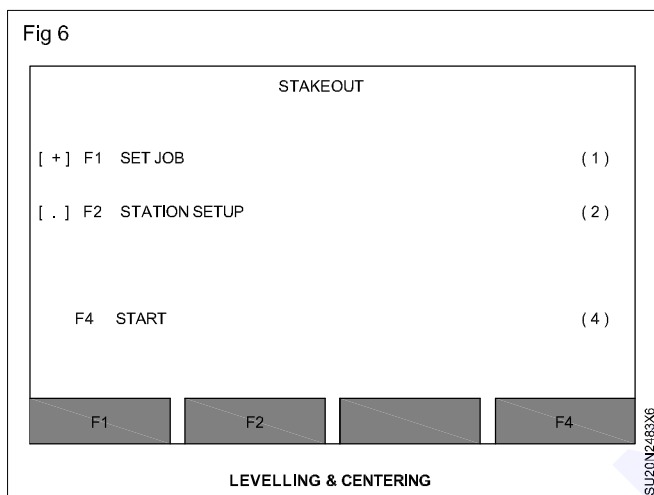 Fig 6
STAKEOUT
[ + ] F1 SET JOB ( 1 )
[ . ] F2 STATION SETUP ( 2 )
F4 START ( 4 )
F1 F2 F4
LEVELLING & CENTERING
SU20N2483X6